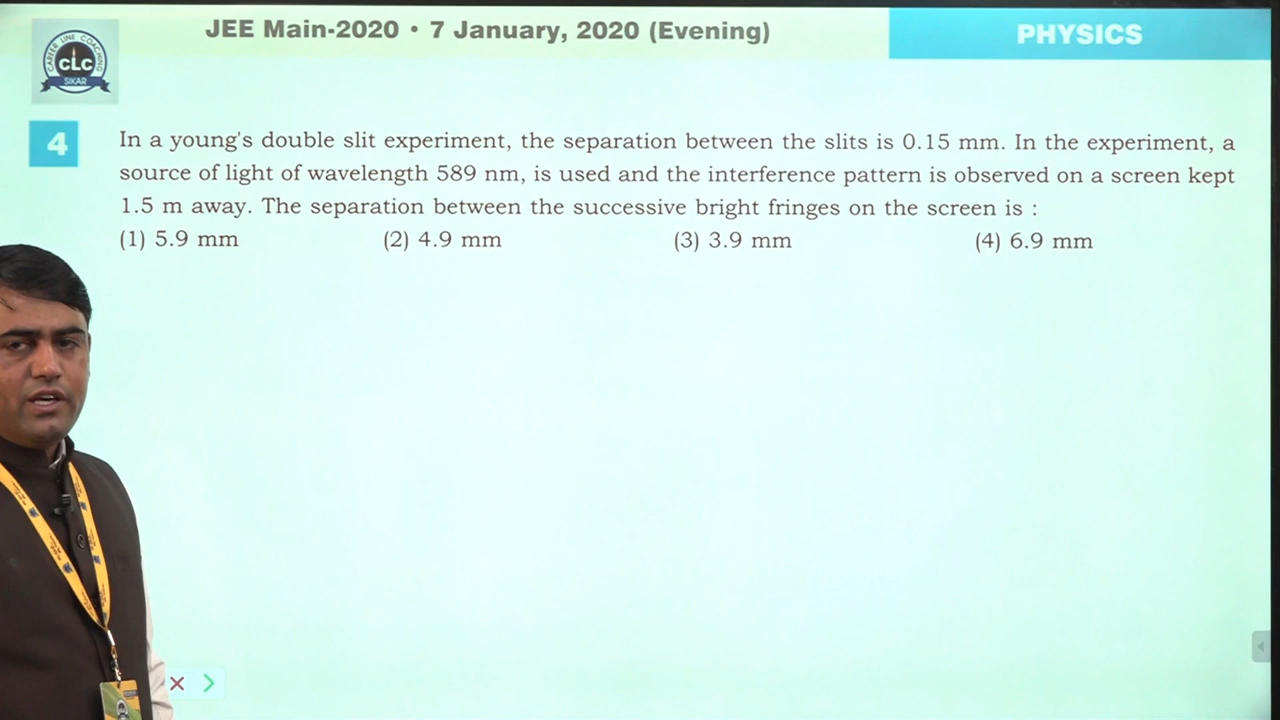 JEE Main-2020 • 7 January, 2020 (Evening)
PHYSICS
CAREER LINE COACHING
CLC
SIKAR
4
In a young's double slit experiment, the separation between the slits is 0.15 mm. In the experiment, a
source of light of wavelength 589 nm, is used and the interference pattern is observed on a screen kept
1.5 m away. The separation between the successive bright fringes on the screen is :
(1) 5.9 mm (2) 4.9 mm (3) 3.9 mm (4) 6.9 mm